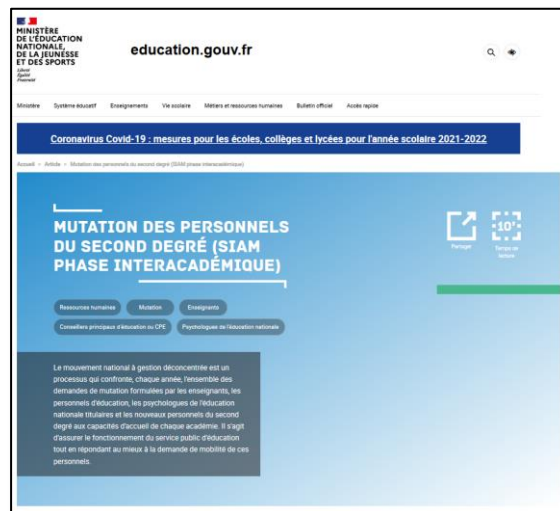 MINISTÈRE
DE L'ÉDUCATION
NATIONALE,
DE LA JEUNESSE
ET DES SPORTS
Liberté
Égalité
Fraternité
education.gouv.fr
Ministère Système éducatif Enseignements Vie scolaire Métiers et ressources humaines Bulletin officiel Accès rapide
Coronavirus Covid-19 : mesures pour les écoles, collèges et lycées pour l'année scolaire 2021-2022
Accueil > Article > Mutation des personnels du second degré (SIAM phase interacadémique)
MUTATION DES PERSONNELS
DU SECOND DEGRÉ (SIAM
PHASE INTERACADÉMIQUE)
Partager
10'
Temps de
lecture
Ressources humaines Mutation Enseignants
Conseillers principaux d'éducation ou CPE Psychologues de l'éducation nationale
Le mouvement national à gestion déconcentrée est un
processus qui confronte, chaque année, l'ensemble des
demandes de mutation formulées par les enseignants, les
personnels d'éducation, les psychologues de l'éducation
nationale titulaires et les nouveaux personnels du second
degré aux capacités d'accueil de chaque académie. Il s'agit
d'assurer le fonctionnement du service public d'éducation
tout en répondant au mieux à la demande de mobilité de ces
personnels.